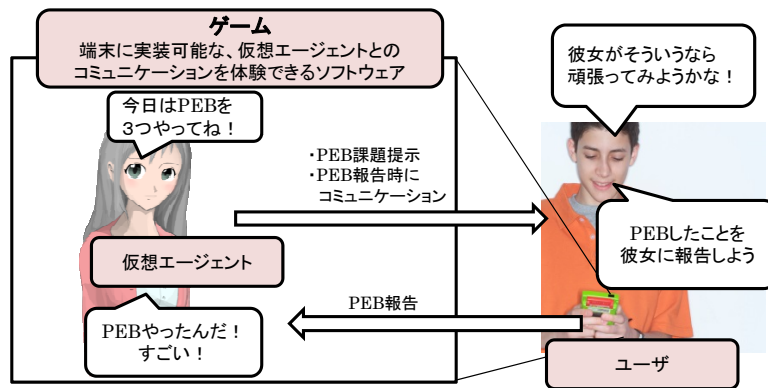 ゲーム
端末に実装可能な、仮想エージェントとの
コミュニケーションを体験できるソフトウェア
今日はPEBを
3つやってね！
彼女がそういうなら
頑張ってみようかな！
・PEB課題提示
・PEB報告時に
コミュニケーション
仮想エージェント
PEBしたことを
彼女に報告しよう
PEB報告
PEBやったんだ！
すごい！
ユーザ